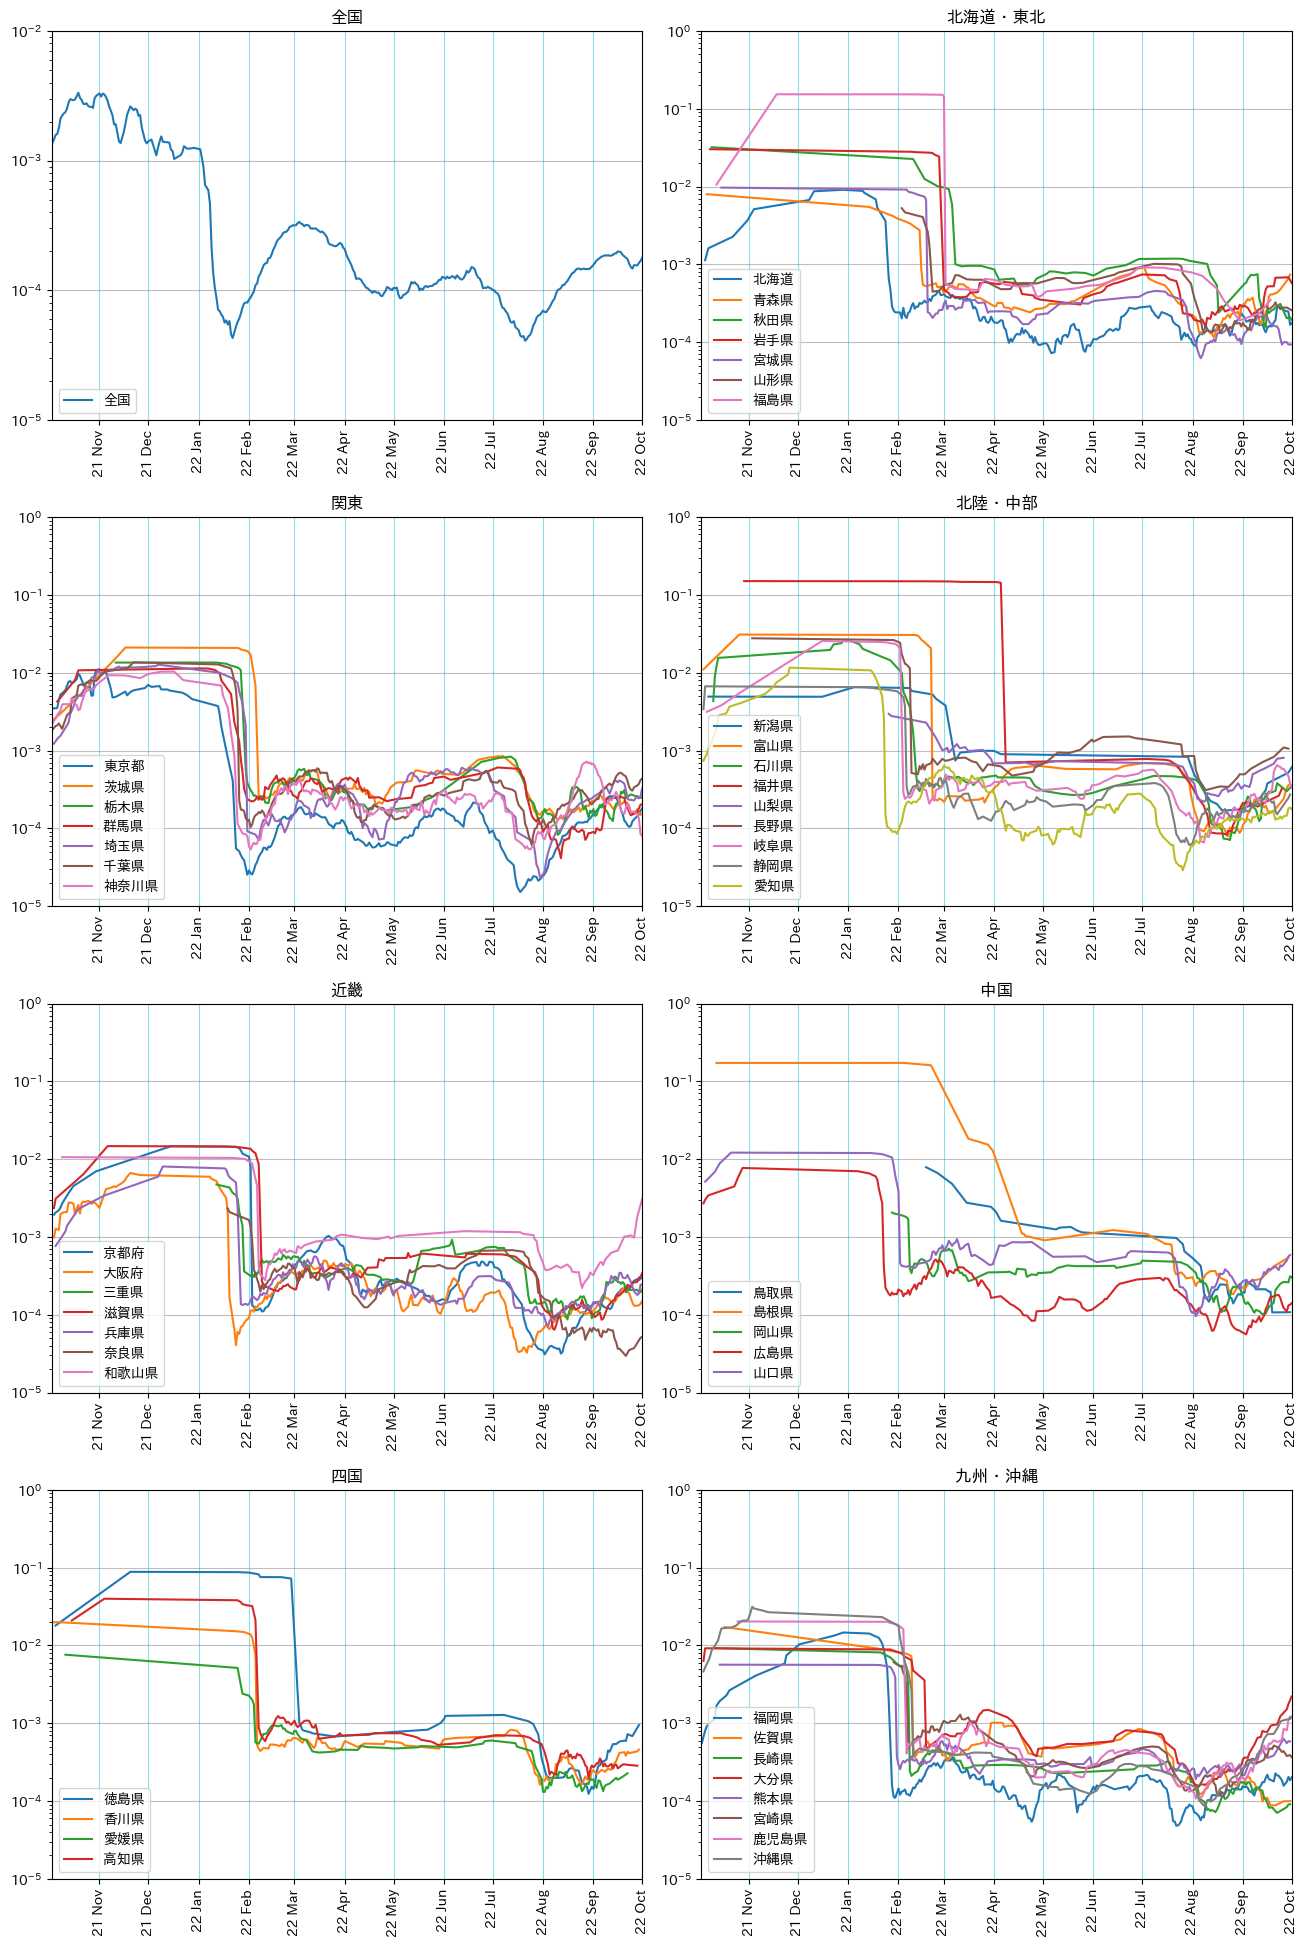 全国
10⁻²
10⁻³
10⁻⁴
10⁻⁵
全国
21 Nov
21 Dec
22 Jan
22 Feb
22 Mar
22 Apr
22 May
22 Jun
22 Jul
22 Aug
22 Sep
22 Oct
北海道・東北
10⁰
10⁻¹
10⁻²
10⁻³
10⁻⁴
10⁻⁵
北海道
青森県
秋田県
岩手県
宮城県
山形県
福島県
21 Nov
21 Dec
22 Jan
22 Feb
22 Mar
22 Apr
22 May
22 Jun
22 Jul
22 Aug
22 Sep
22 Oct
関東
10⁰
10⁻¹
10⁻²
10⁻³
10⁻⁴
10⁻⁵
東京都
茨城県
栃木県
群馬県
埼玉県
千葉県
神奈川県
21 Nov
21 Dec
22 Jan
22 Feb
22 Mar
22 Apr
22 May
22 Jun
22 Jul
22 Aug
22 Sep
22 Oct
北陸・中部
10⁰
10⁻¹
10⁻²
10⁻³
10⁻⁴
10⁻⁵
新潟県
富山県
石川県
福井県
山梨県
長野県
岐阜県
静岡県
愛知県
21 Nov
21 Dec
22 Jan
22 Feb
22 Mar
22 Apr
22 May
22 Jun
22 Jul
22 Aug
22 Sep
22 Oct
近畿
10⁰
10⁻¹
10⁻²
10⁻³
10⁻⁴
10⁻⁵
京都府
大阪府
三重県
滋賀県
兵庫県
奈良県
和歌山県
21 Nov
21 Dec
22 Jan
22 Feb
22 Mar
22 Apr
22 May
22 Jun
22 Jul
22 Aug
22 Sep
22 Oct
中国
10⁰
10⁻¹
10⁻²
10⁻³
10⁻⁴
10⁻⁵
鳥取県
島根県
岡山県
広島県
山口県
21 Nov
21 Dec
22 Jan
22 Feb
22 Mar
22 Apr
22 May
22 Jun
22 Jul
22 Aug
22 Sep
22 Oct
四国
10⁰
10⁻¹
10⁻²
10⁻³
10⁻⁴
10⁻⁵
徳島県
香川県
愛媛県
高知県
21 Nov
21 Dec
22 Jan
22 Feb
22 Mar
22 Apr
22 May
22 Jun
22 Jul
22 Aug
22 Sep
22 Oct
九州・沖縄
10⁰
10⁻¹
10⁻²
10⁻³
10⁻⁴
10⁻⁵
福岡県
佐賀県
長崎県
大分県
熊本県
宮崎県
鹿児島県
沖縄県
21 Nov
21 Dec
22 Jan
22 Feb
22 Mar
22 Apr
22 May
22 Jun
22 Jul
22 Aug
22 Sep
22 Oct